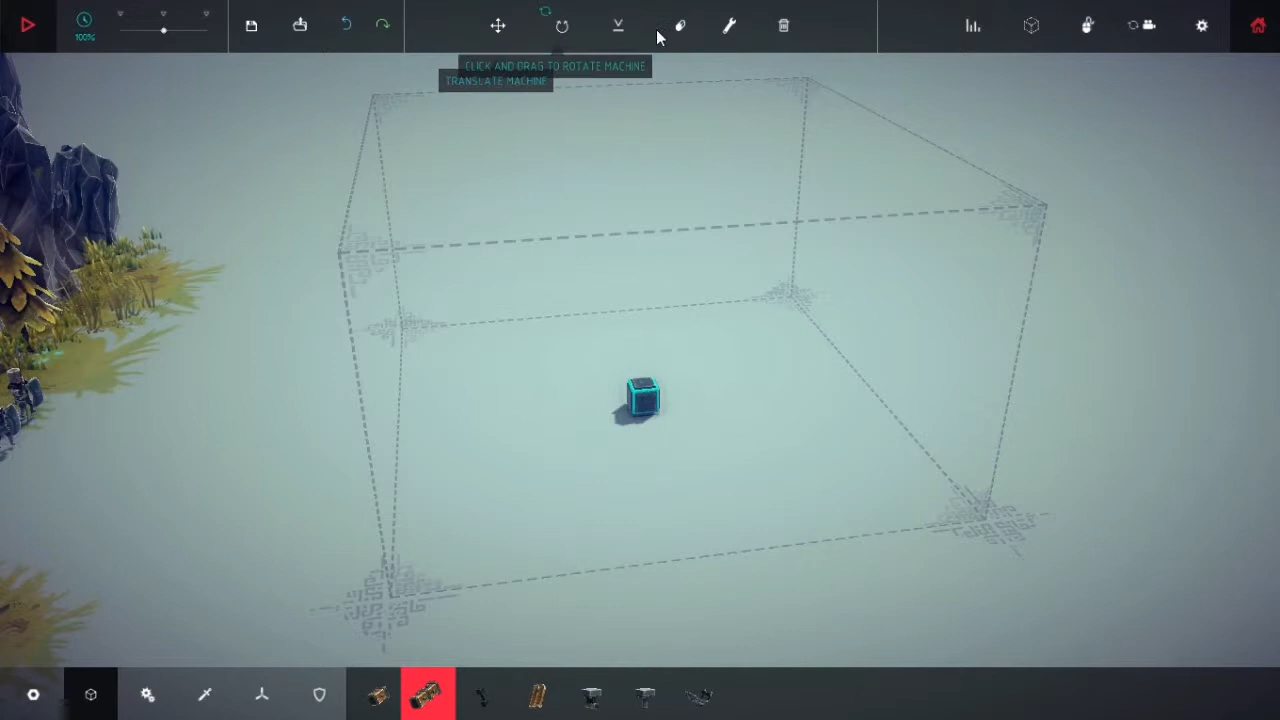 100%
CLICK AND DRAG TO ROTATE MACHINE
TRANSLATE MACHINE